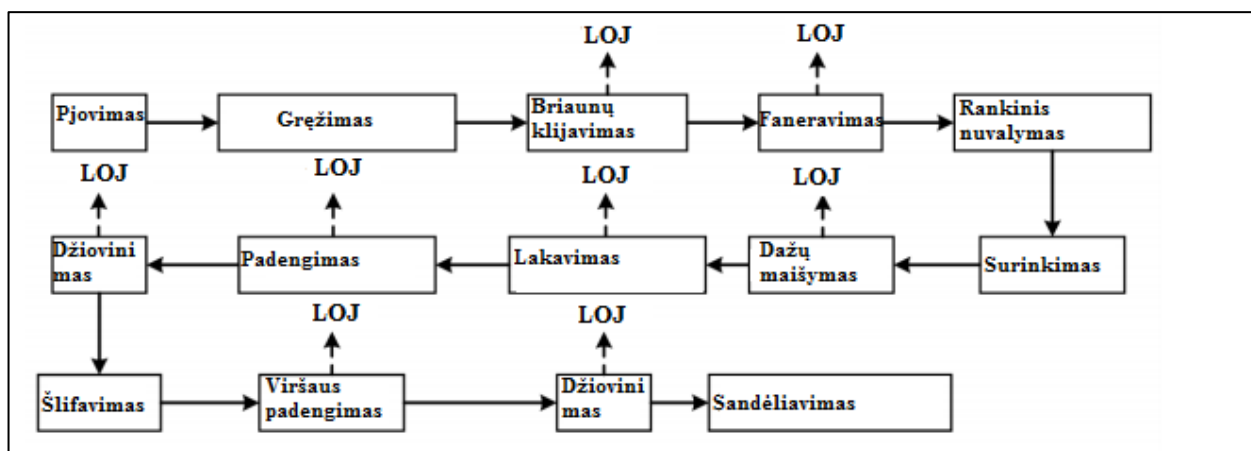 LOJ
LOJ
Pjovimas
Gręžimas
Briaunų
klijavimas
Faneravimas
Rankinis
nuvalymas
LOJ
LOJ
LOJ
LOJ
Džiovini
mas
Padengimas
Lakavimas
Dažų
maišymas
Surinkimas
LOJ
LOJ
Šlifavimas
Viršaus
padengimas
Džiovini
mas
Sandėliavimas